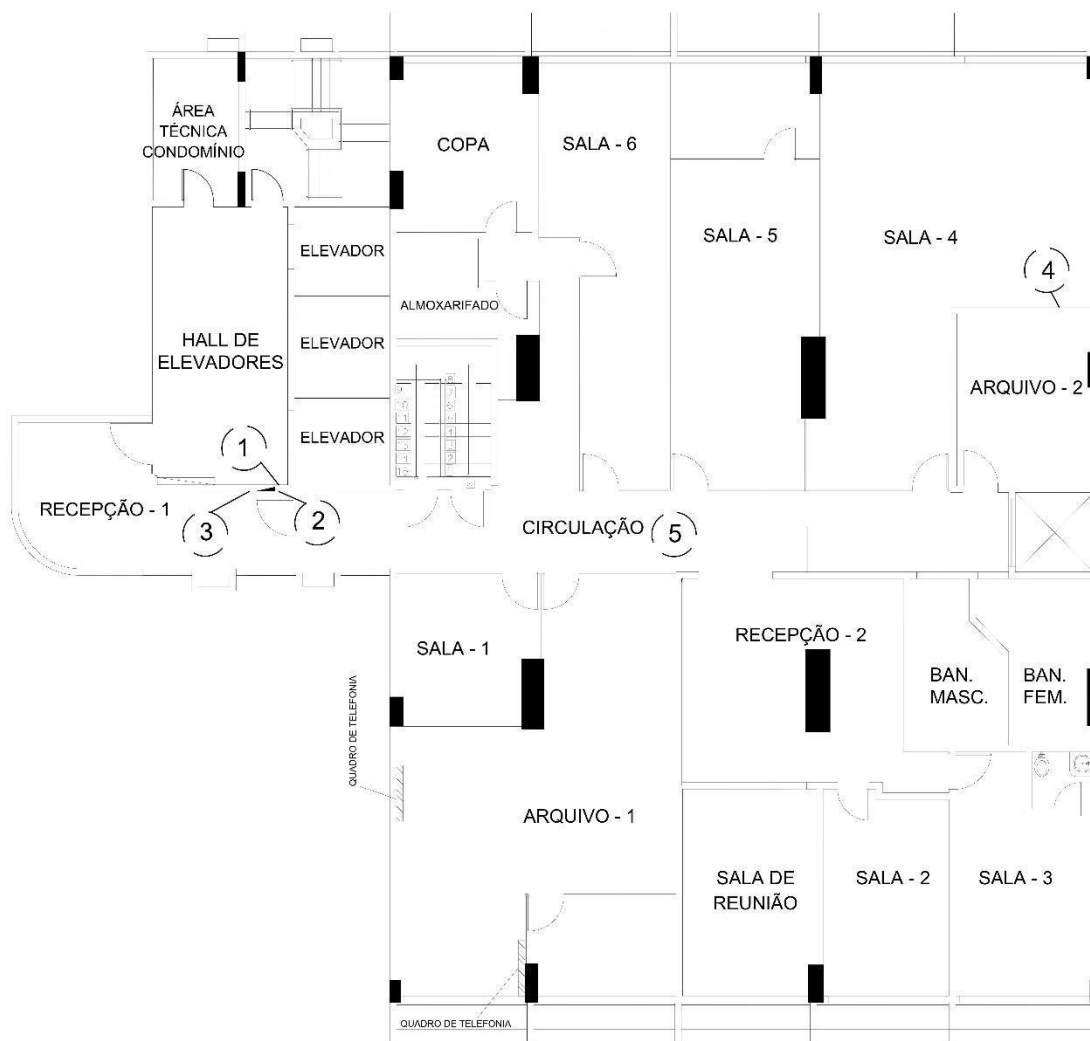 ÁREA
TÉCNICA
CONDOMÍNIO
COPA
SALA - 6
SALA - 5
SALA - 4
4
ELEVADOR
ALMOXARIFADO
HALL DE
ELEVADORES
ELEVADOR
ARQUIVO - 2
ELEVADOR
1
RECEPÇÃO - 1
3
2
CIRCULAÇÃO
5
SALA - 1
RECEPÇÃO - 2
BAN.
MASC.
BAN.
FEM.
QUADRO DE TELEFONIA
ARQUIVO - 1
SALA DE
REUNIÃO
SALA - 2
SALA - 3
QUADRO DE TELEFONIA